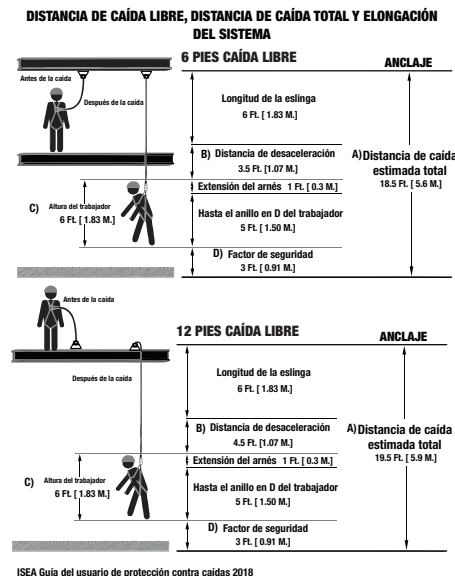 DISTANCIA DE CAÍDA LIBRE, DISTANCIA DE CAÍDA TOTAL Y ELONGACIÓN
DEL SISTEMA
6 PIES CAÍDA LIBRE
ANCLAJE
Antes de la caída
Después de la caída
Longitud de la eslinga
6 Ft. [ 1.83 M.]
B) Distancia de desaceleración
3.5 Ft. [1.07 M.]
A)Distancia de caída
estimada total
18.5 Ft. [ 5.6 M.]
Extensión del arnés 1 Ft. [ 0.3 M.]
C) Altura del trabajador
6 Ft. [ 1.83 M.]
Hasta el anillo en D del trabajador
5 Ft. [ 1.50 M.]
D) Factor de seguridad
3 Ft. [ 0.91 M.]
Antes de la caída
12 PIES CAÍDA LIBRE
ANCLAJE
Después de la caída
Longitud de la eslinga
6 Ft. [ 1.83 M.]
B) Distancia de desaceleración
4.5 Ft. [1.07 M.]
A)Distancia de caída
estimada total
19.5 Ft. [ 5.9 M.]
Extensión del arnés 1 Ft. [ 0.3 M.]
C) Altura del trabajador
6 Ft. [ 1.83 M.]
Hasta el anillo en D del trabajador
5 Ft. [ 1.50 M.]
D) Factor de seguridad
3 Ft. [ 0.91 M.]
ISEA Guía del usuario de protección contra caídas 2018